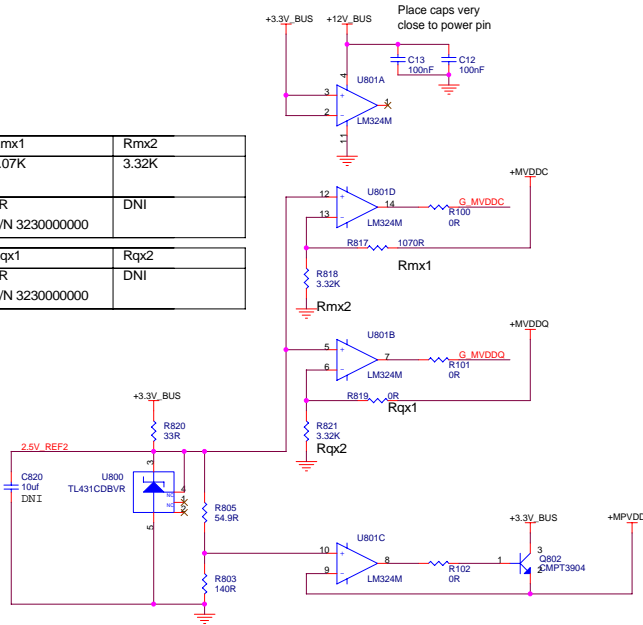 Place caps very
close to power pin
+3.3V_BUS
+12V_BUS
C13
100nF
C12
100nF
U801A
4
3
+
2
-
1
LM324M
11
mx1
Rmx2
.07K
3.32K
R
DNI
/N 3230000000
qx1
Rqx2
R
DNI
/N 3230000000
+MVDDC
U801D
12
+
13
-
14
G_MVDDC
LM324M
R100
0R
R817
1070R
Rmx1
R818
3.32K
Rmx2
+MVDDQ
U801B
5
+
6
-
7
G_MVDDQ
LM324M
R101
0R
R819
0R
Rqx1
R821
3.32K
Rqx2
+3.3V_BUS
R820
33R
2.5V_REF2
C820
10uf
DNI
U800
TL431CDBVR
3
4
NC
1
NC
2
5
R805
54.9R
R803
140R
U801C
10
+
9
-
8
LM324M
R102
0R
+3.3V_BUS
1
3
Q802
2
CMPT3904
+MPVDD